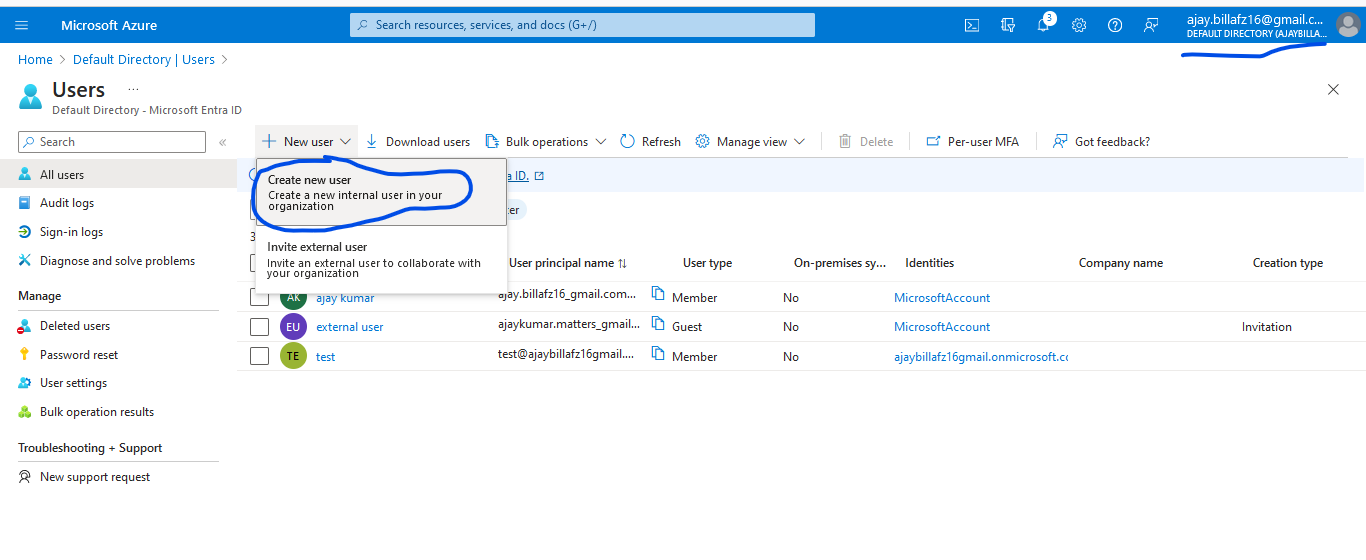 Microsoft Azure
Search resources, services, and docs (G+/)
3
ajay.billafz16@gmail.c...
DEFAULT DIRECTORY (AJAYBILLA...
Home > Default Directory | Users >
Users ...
Default Directory - Microsoft Entra ID
Search «
New user Download users Bulk operations Refresh Manage view Delete Per-user MFA Got feedback?
All users
Audit logs
Sign-in logs
Diagnose and solve problems
Manage
Deleted users
Password reset
User settings
Bulk operation results
Troubleshooting + Support
New support request
Create new user
Create a new internal user in your
organization
Invite external user
Invite an external user to collaborate with
your organization
ID.
3
User principal name ↑↓ User type On-premises sy... Identities Company name Creation type
AK ajay kumar ajay.billafz16_gmail.com... Member No MicrosoftAccount
EU external user ajaykumar.matters_gmail... Guest No MicrosoftAccount Invitation
TE test test@ajaybillafz16gmail.... Member No ajaybillafz16gmail.onmicrosoft.co